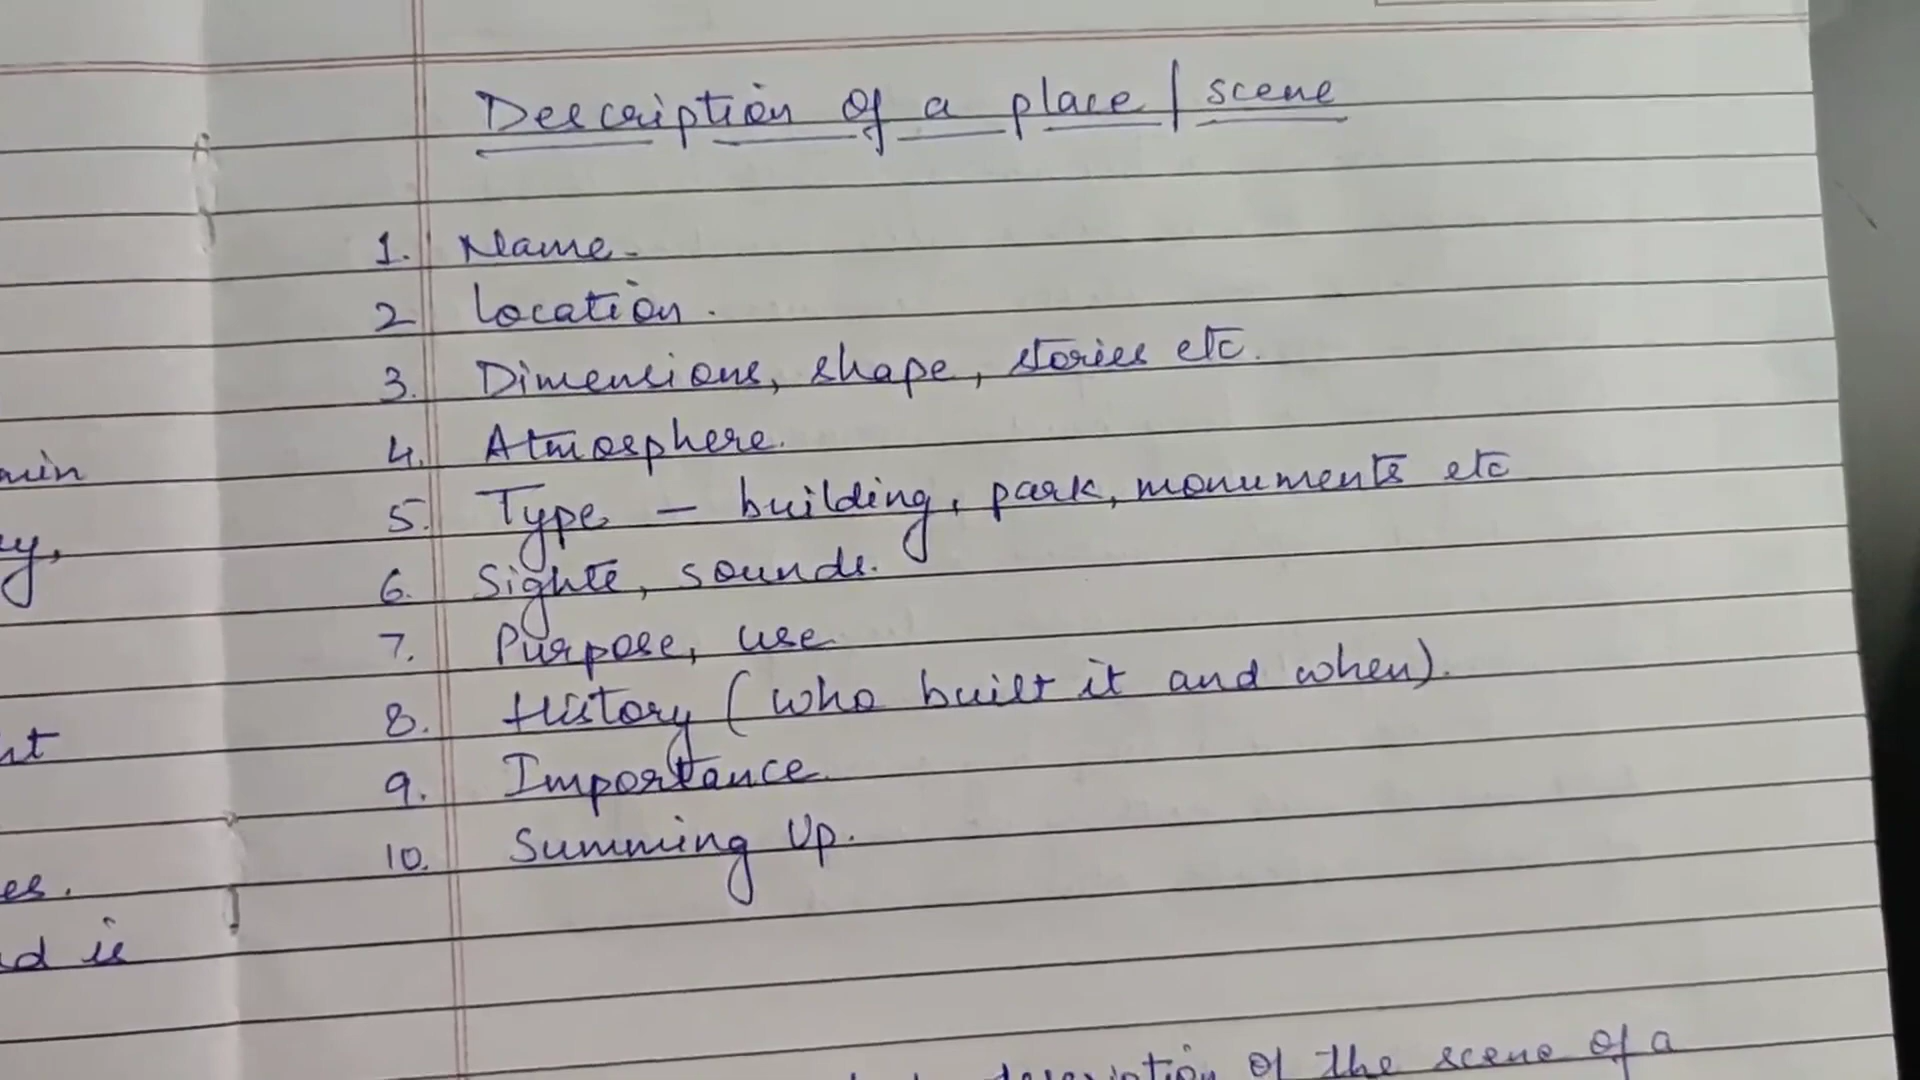 Description of a place / scene
1. Name.
2 Location.
3. Dimensions, shape, stories etc.
4. Atmosphere.
5. Type - building, park, monuments etc
6. Sights, sounds.
7. Purpose, use
8. History (who built it and when).
9. Importance.
10. Summing Up.
description of the scene of a